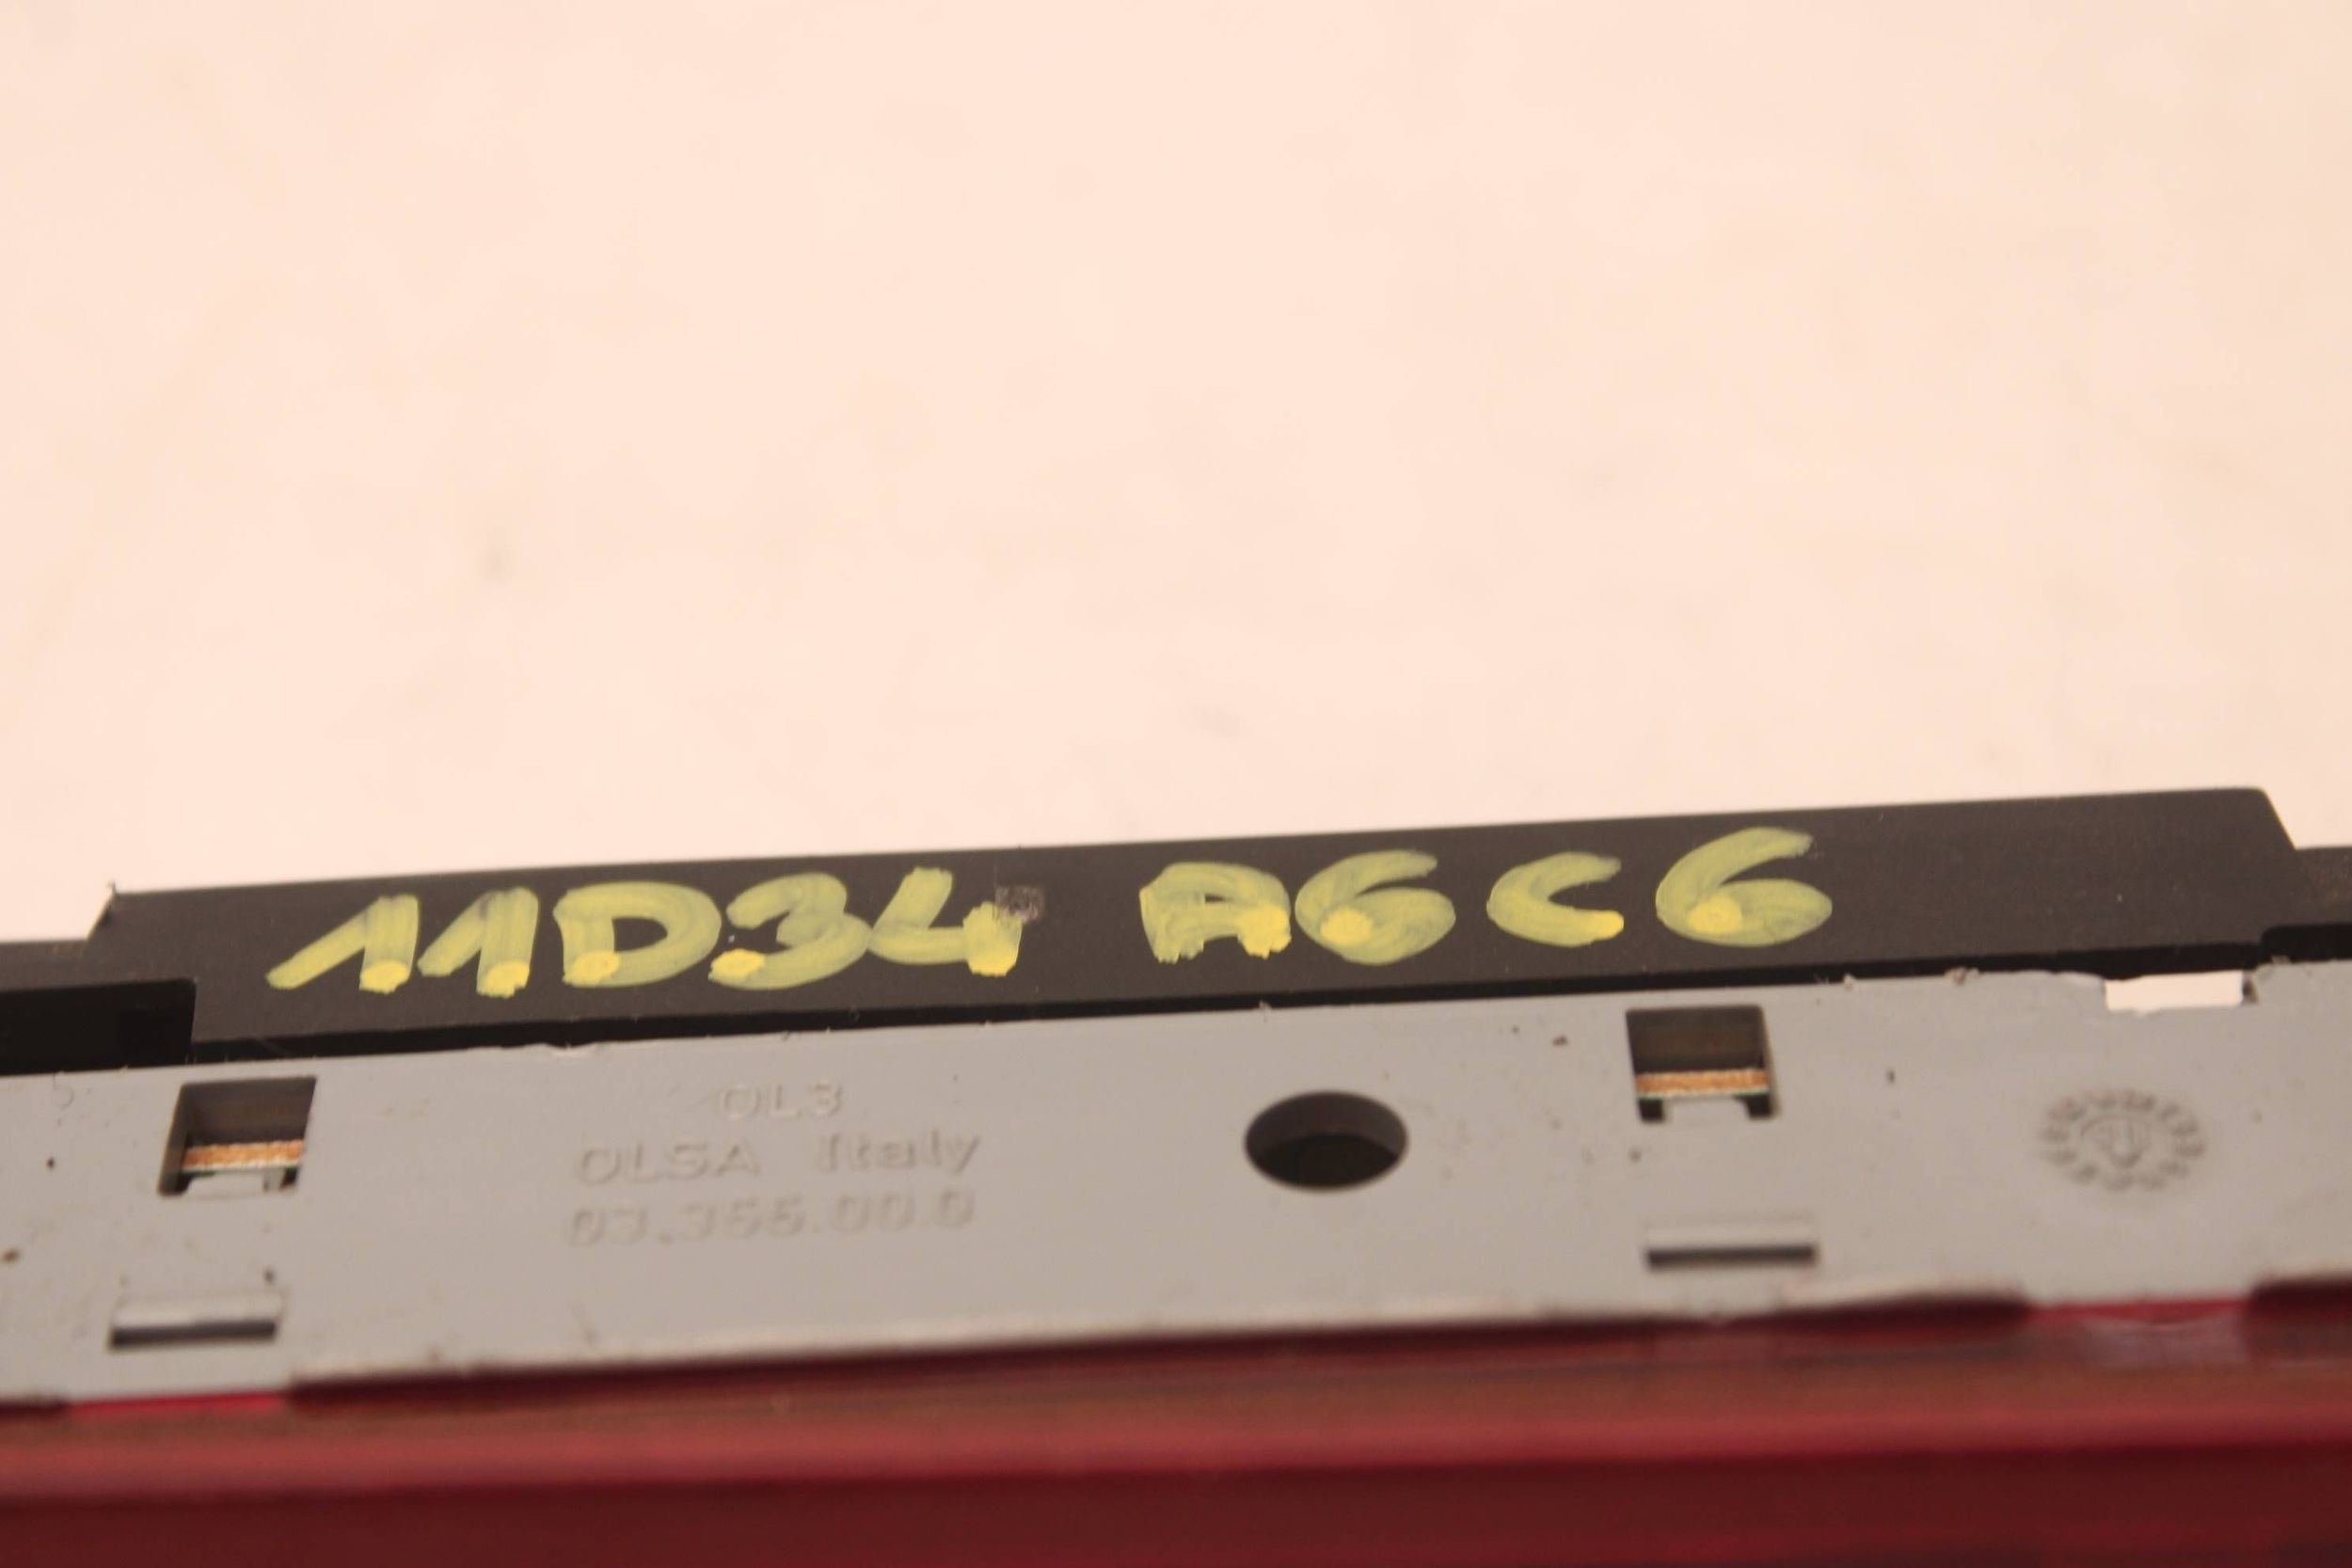 11D34 A6C6
OL3
OLSA Italy
03.355.00.0